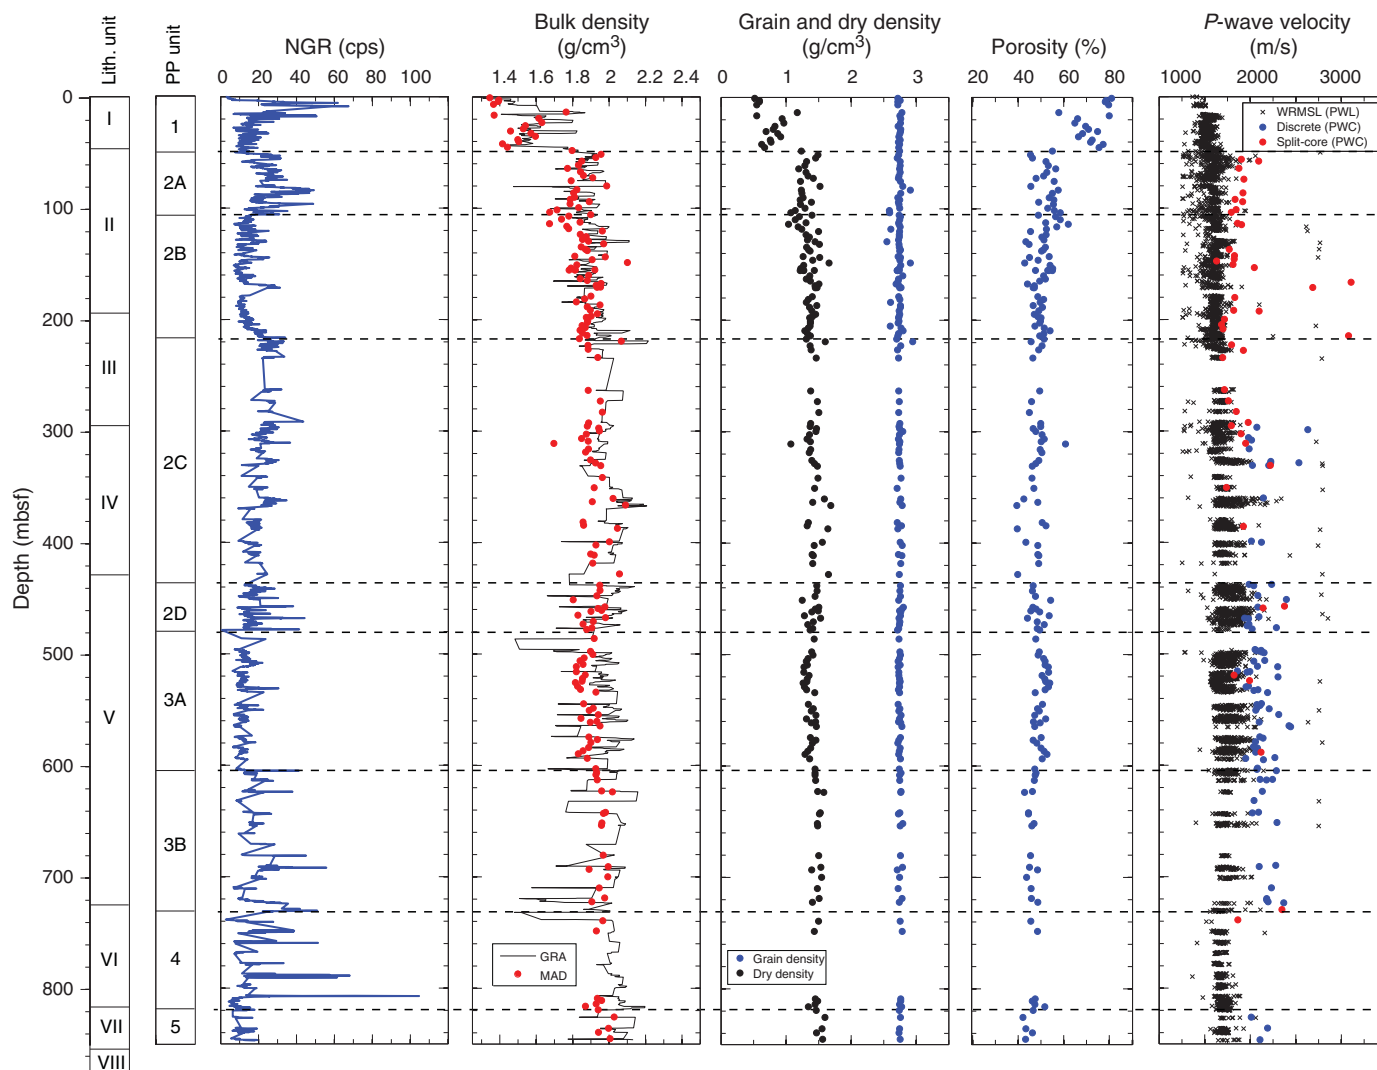 Lith. unit
PP unit
NGR (cps)
Bulk density
(g/cm3)
Grain and dry density
(g/cm3)
Porosity (%)
P-wave velocity
(m/s)
0 20 40 60 80 100
1.4 1.6 1.8 2 2.2 2.4
0 1 2 3
20 40 60 80
1000 2000 3000
Depth (mbsf)
0
100
200
300
400
500
600
700
800
I
II
III
IV
V
VI
VII
VIII
1
2A
2B
2C
2D
3A
3B
4
5
WRMSL (PWL)
Discrete (PWC)
Split-core (PWC)
GRA
MAD
Grain density
Dry density